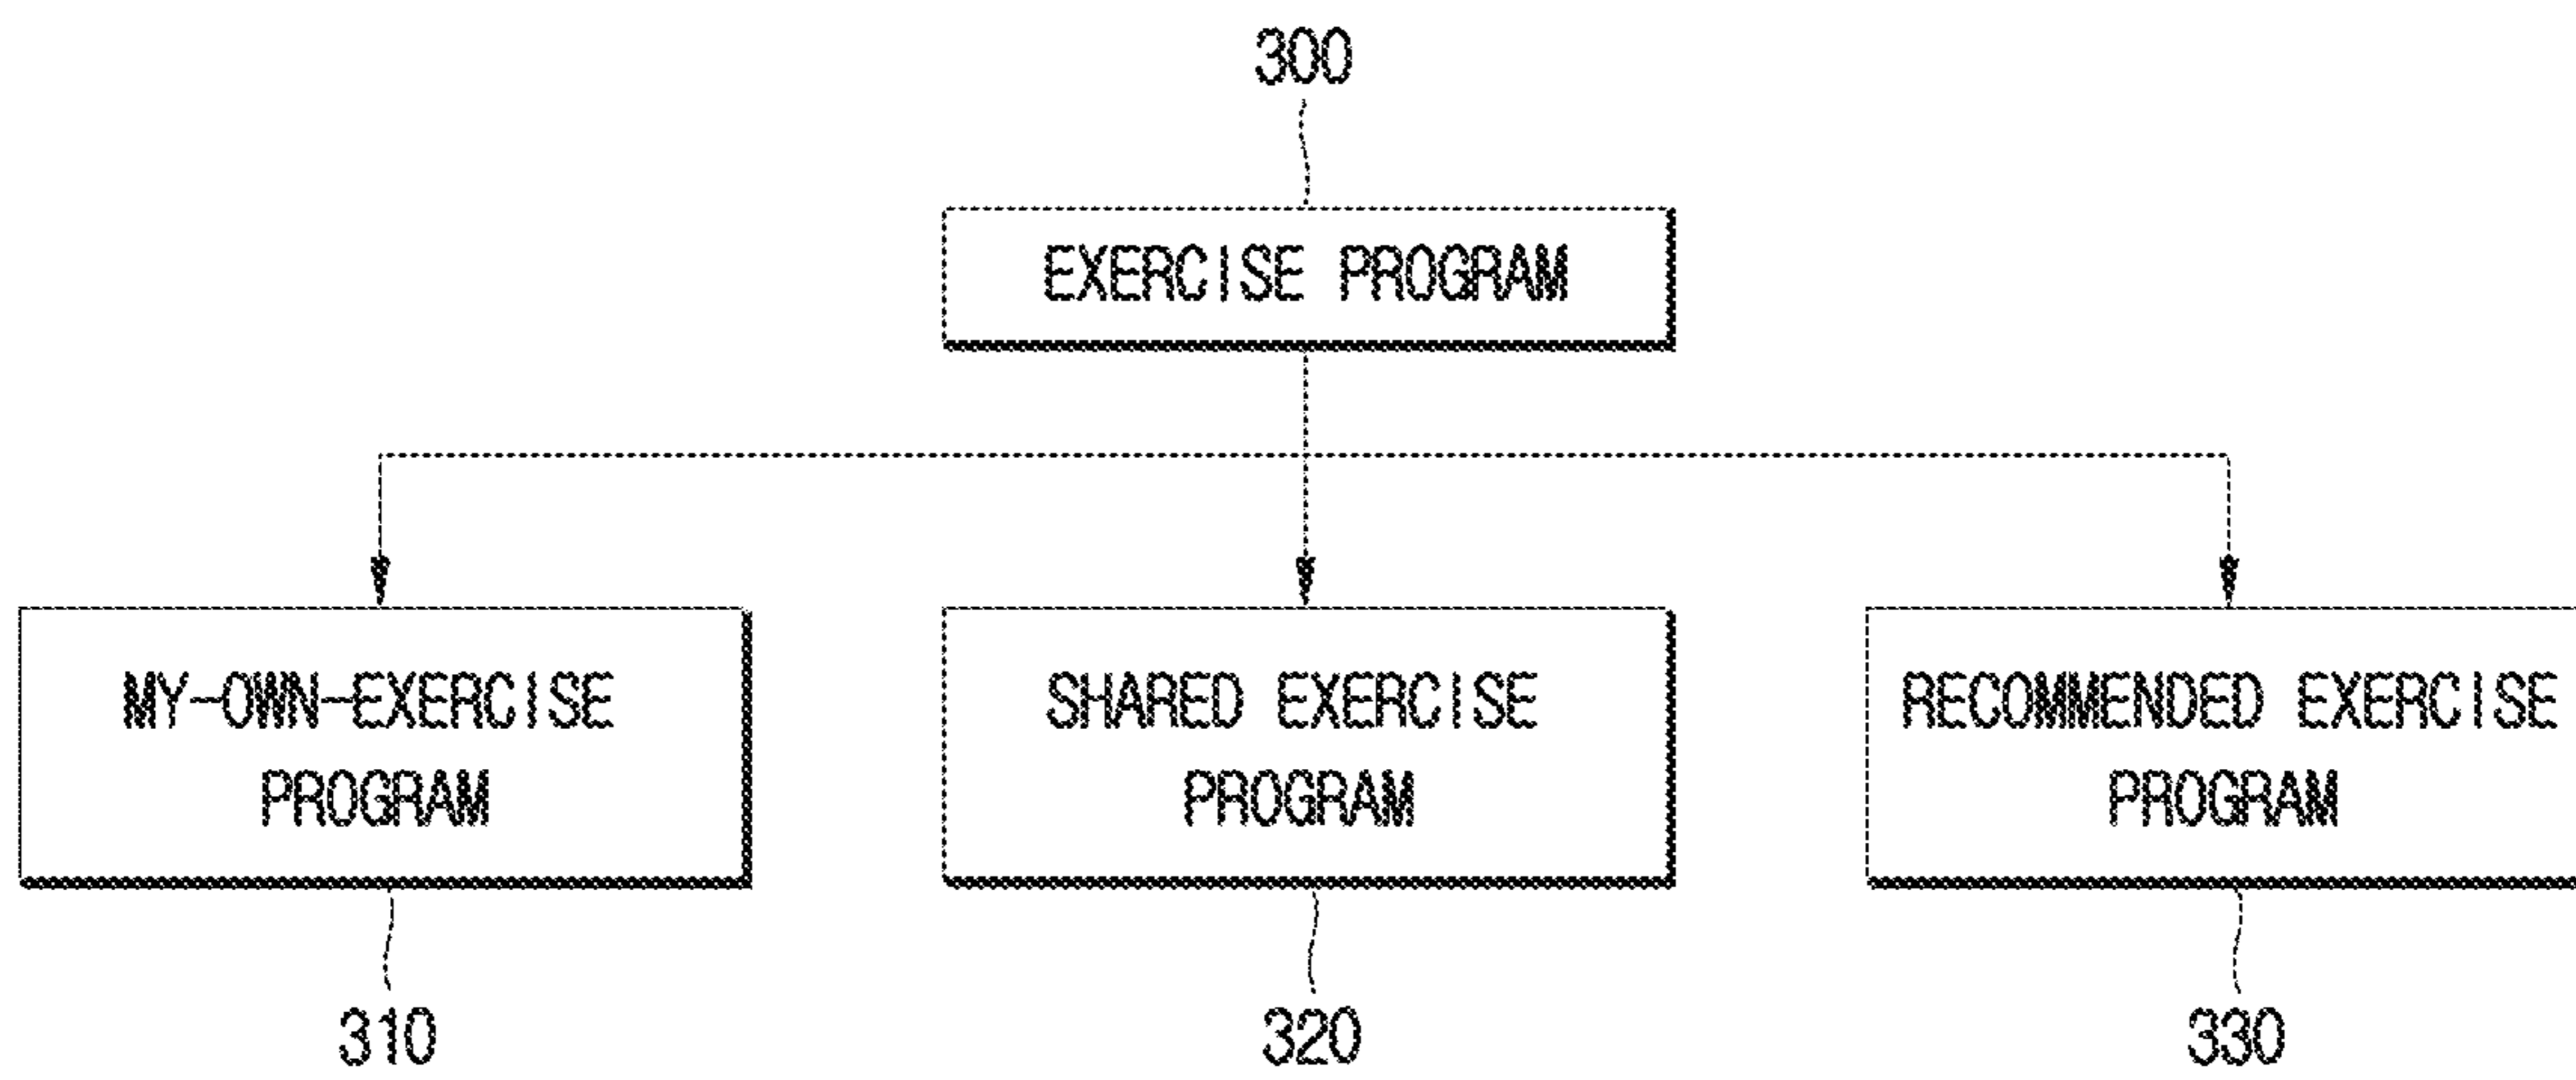 300
EXERCISE PROGRAM
MY-OWN-EXERCISE
PROGRAM
SHARED EXERCISE
PROGRAM
RECOMMENDED EXERCISE
PROGRAM
310
320
330